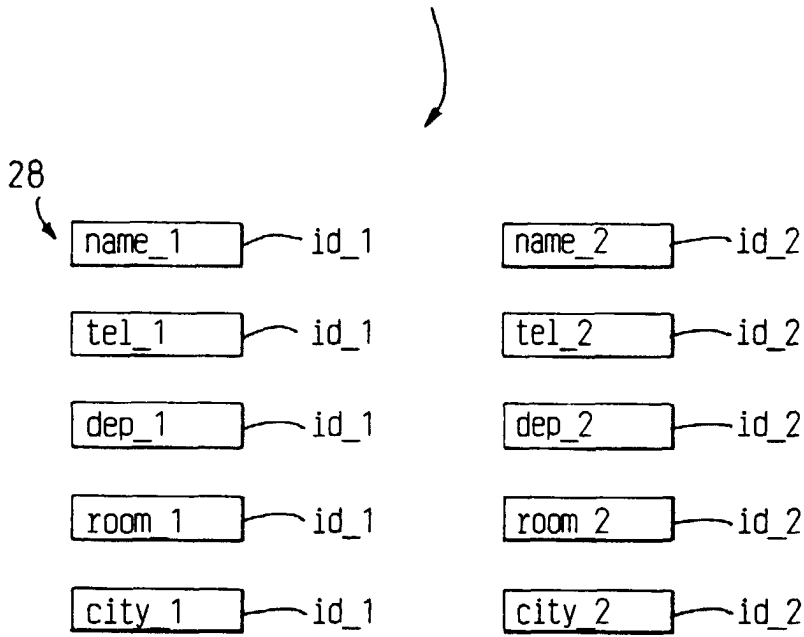 28
name_1 id_1 name_2 id_2
tel_1 id_1 tel_2 id_2
dep_1 id_1 dep_2 id_2
room_1 id_1 room_2 id_2
city_1 id_1 city_2 id_2